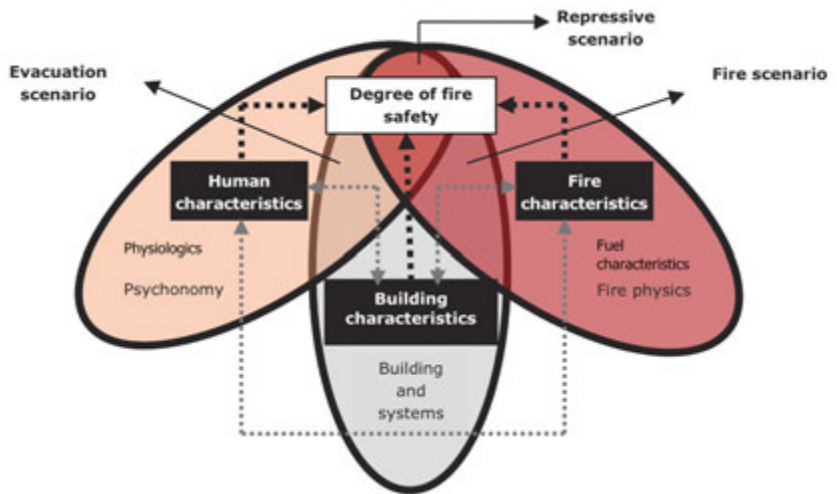 Repressive
scenario
Evacuation
scenario
Fire scenario
Degree of fire
safety
Human
characteristics
Fire
characteristics
Physiologics
Psychonomy
Fuel
characteristics
Fire physics
Building
characteristics
Building
and
systems